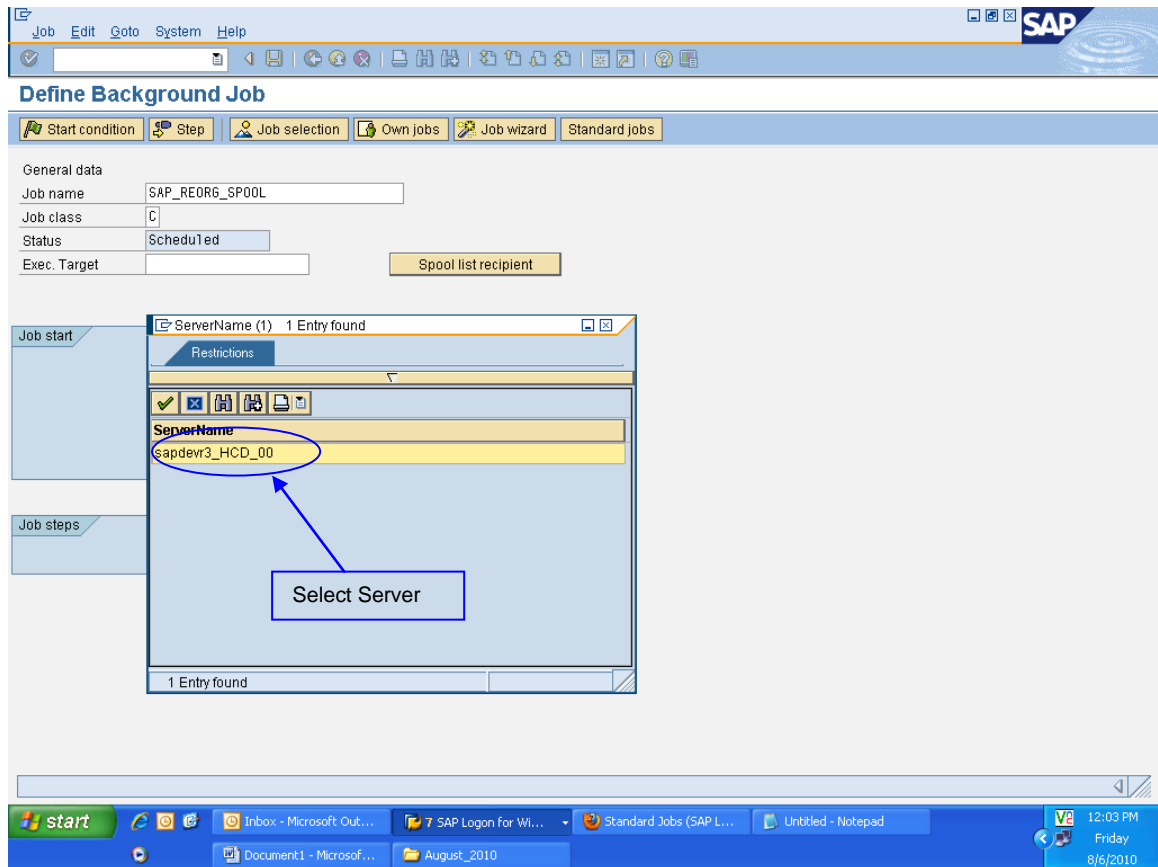 Job Edit Goto System Help
SAP
Define Background Job
Start condition Step Job selection Own jobs Job wizard Standard jobs
General data
Job name SAP_REORG_SPOOL
Job class C
Status Scheduled
Exec. Target Spool list recipient
Job start
ServerName (1) 1 Entry found
Restrictions
ServerName
sapdevr3_HCD_00
Job steps
Select Server
1 Entry found
start Inbox - Microsoft Out... 7 SAP Logon for Wi... Standard Jobs (SAP L... Untitled - Notepad 12:03 PM
Friday
Document1 - Microsof... August_2010 8/6/2010